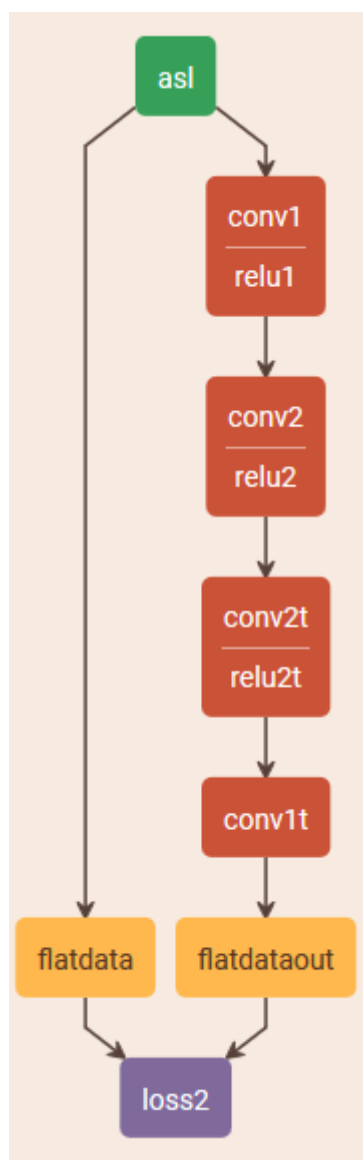 asl
conv1
relu1
conv2
relu2
conv2t
relu2t
conv1t
flatdata
flatdataout
loss2